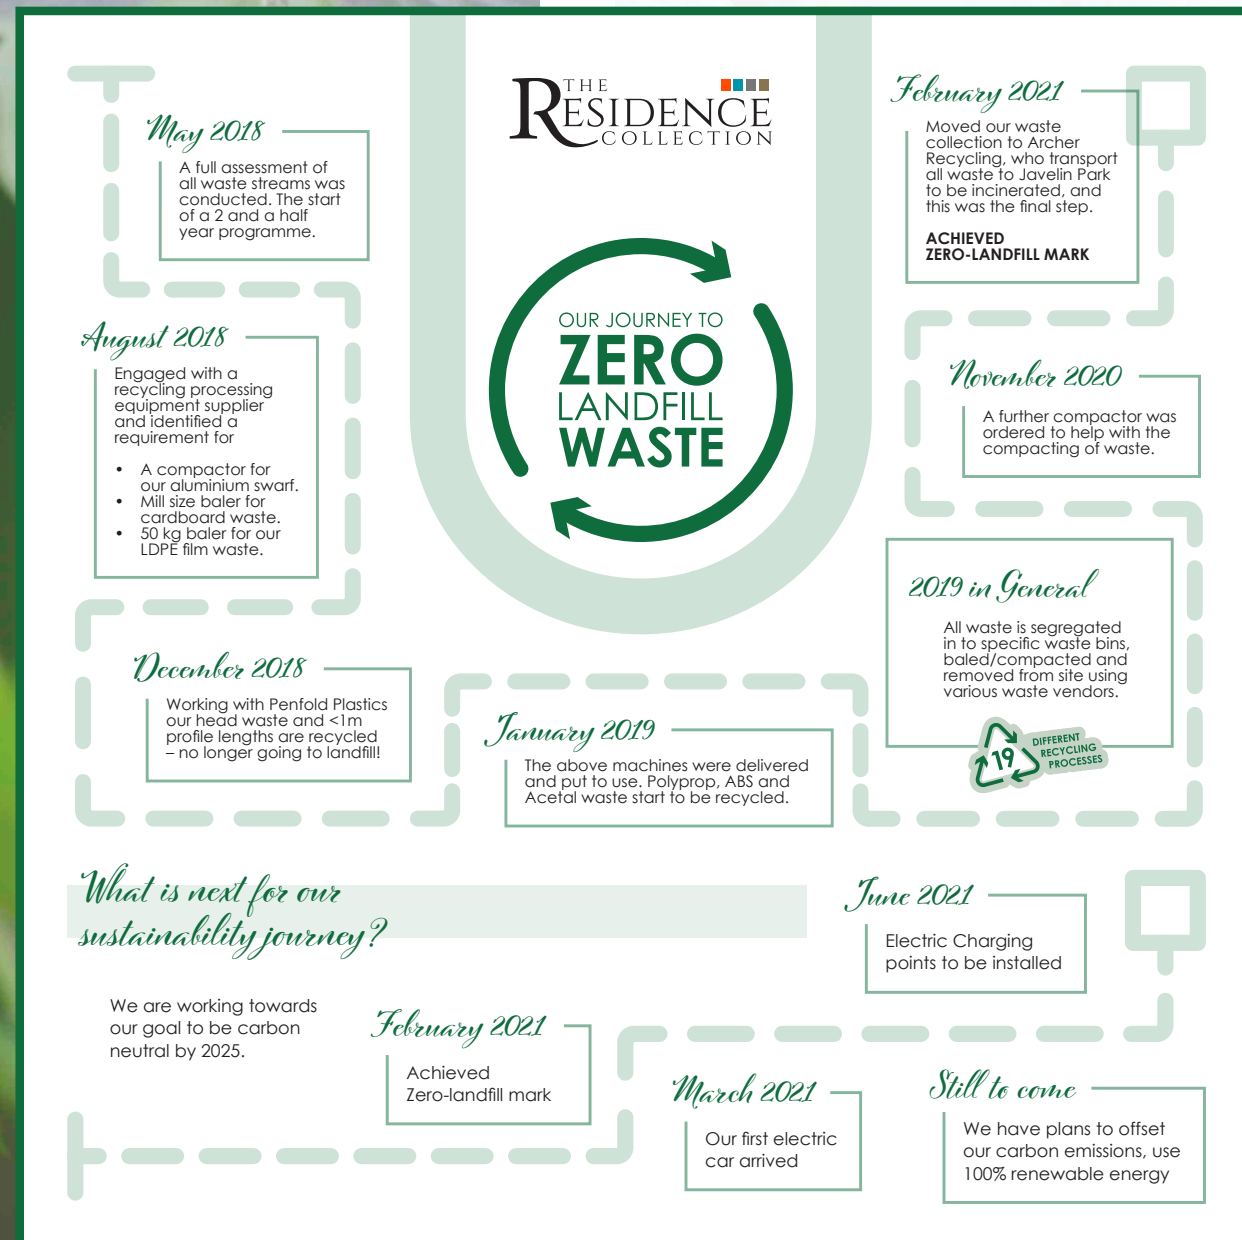 THE
RESIDENCE
COLLECTION
OUR JOURNEY TO
ZERO
LANDFILL
WASTE
May 2018
A full assessment of
all waste streams was
conducted. The start
of a 2 and a half
year programme.
August 2018
Engaged with a
recycling processing
equipment supplier
and identified a
requirement for
• A compactor for
our aluminium swarf.
• Mill size baler for
cardboard waste.
• 50 kg baler for our
LDPE film waste.
December 2018
Working with Penfold Plastics
our head waste and <1m
profile lengths are recycled
– no longer going to landfill!
January 2019
The above machines were delivered
and put to use. Polyprop, ABS and
Acetal waste start to be recycled.
2019 in General
All waste is segregated
in to specific waste bins,
baled/compacted and
removed from site using
various waste vendors.
19
DIFFERENT
RECYCLING
PROCESSES
November 2020
A further compactor was
ordered to help with the
compacting of waste.
February 2021
Moved our waste
collection to Archer
Recycling, who transport
all waste to Javelin Park
to be incinerated, and
this was the final step.
ACHIEVED
ZERO-LANDFILL MARK
What is next for our
sustainability journey?
We are working towards
our goal to be carbon
neutral by 2025.
February 2021
Achieved
Zero-landfill mark
March 2021
Our first electric
car arrived
June 2021
Electric Charging
points to be installed
Still to come
We have plans to offset
our carbon emissions, use
100% renewable energy